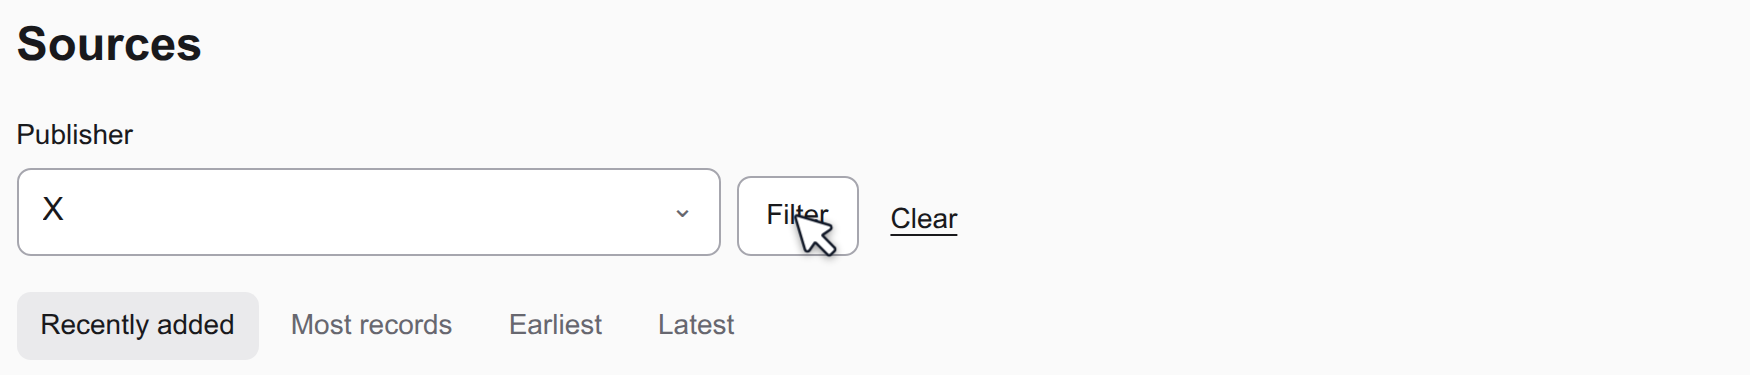 Sources
Publisher
X
Filter
Clear
Recently added Most records Earliest Latest